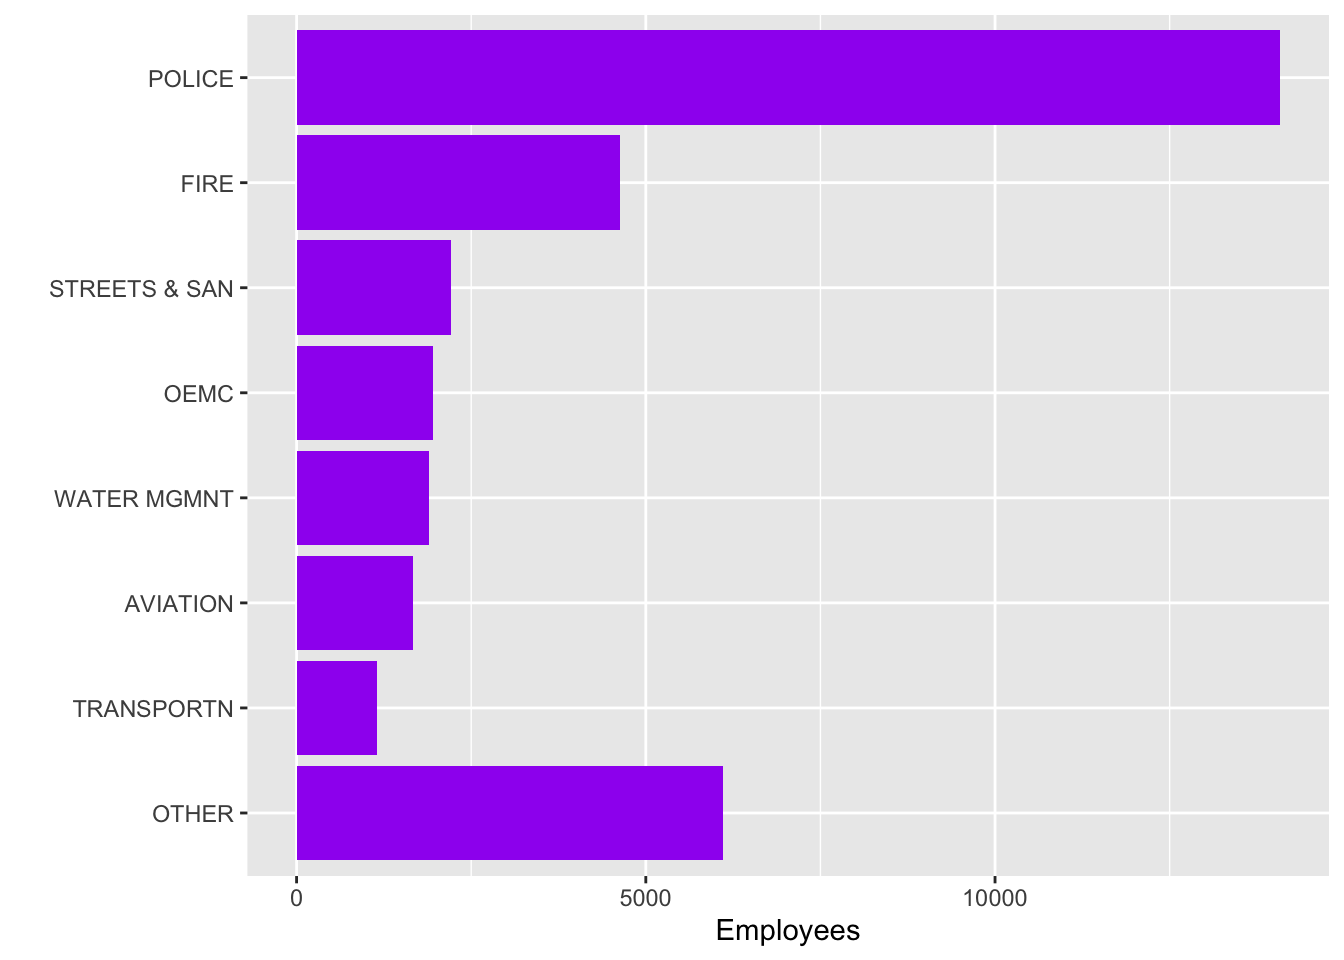 POLICE
FIRE
STREETS & SAN
OEMC
WATER MGMNT
AVIATION
TRANSPORTN
OTHER
0 5000 10000
Employees